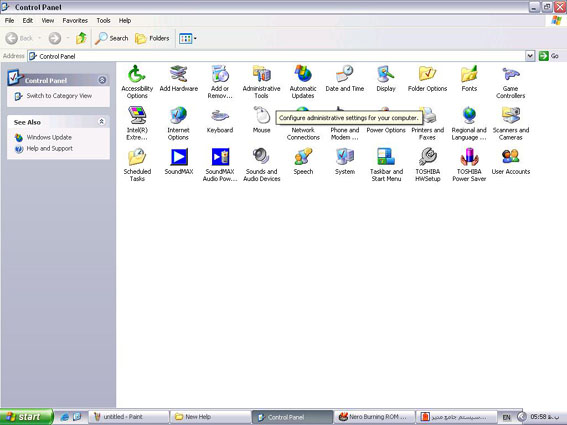 Control Panel
File Edit View Favorites Tools Help
Back Search Folders
Address Control Panel Go
Control Panel
Switch to Category View
See Also
Windows Update
Help and Support
Accessibility Options
Add Hardware
Add or Remov...
Administrative Tools
Automatic Updates
Date and Time
Display
Folder Options
Fonts
Game Controllers
Configure administrative settings for your computer.
Intel(R) Extre...
Internet Options
Keyboard
Mouse
Network Connections
Phone and Modem ...
Power Options
Printers and Faxes
Regional and Language ...
Scanners and Cameras
Scheduled Tasks
SoundMAX
SoundMAX Audio Pow...
Sounds and Audio Devices
Speech
System
Taskbar and Start Menu
TOSHIBA HWSetup
TOSHIBA Power Saver
User Accounts
start untitled - Paint New Help Control Panel Nero Burning ROM ... سیستم جامع مدیر... EN 05:58 ب.ظ